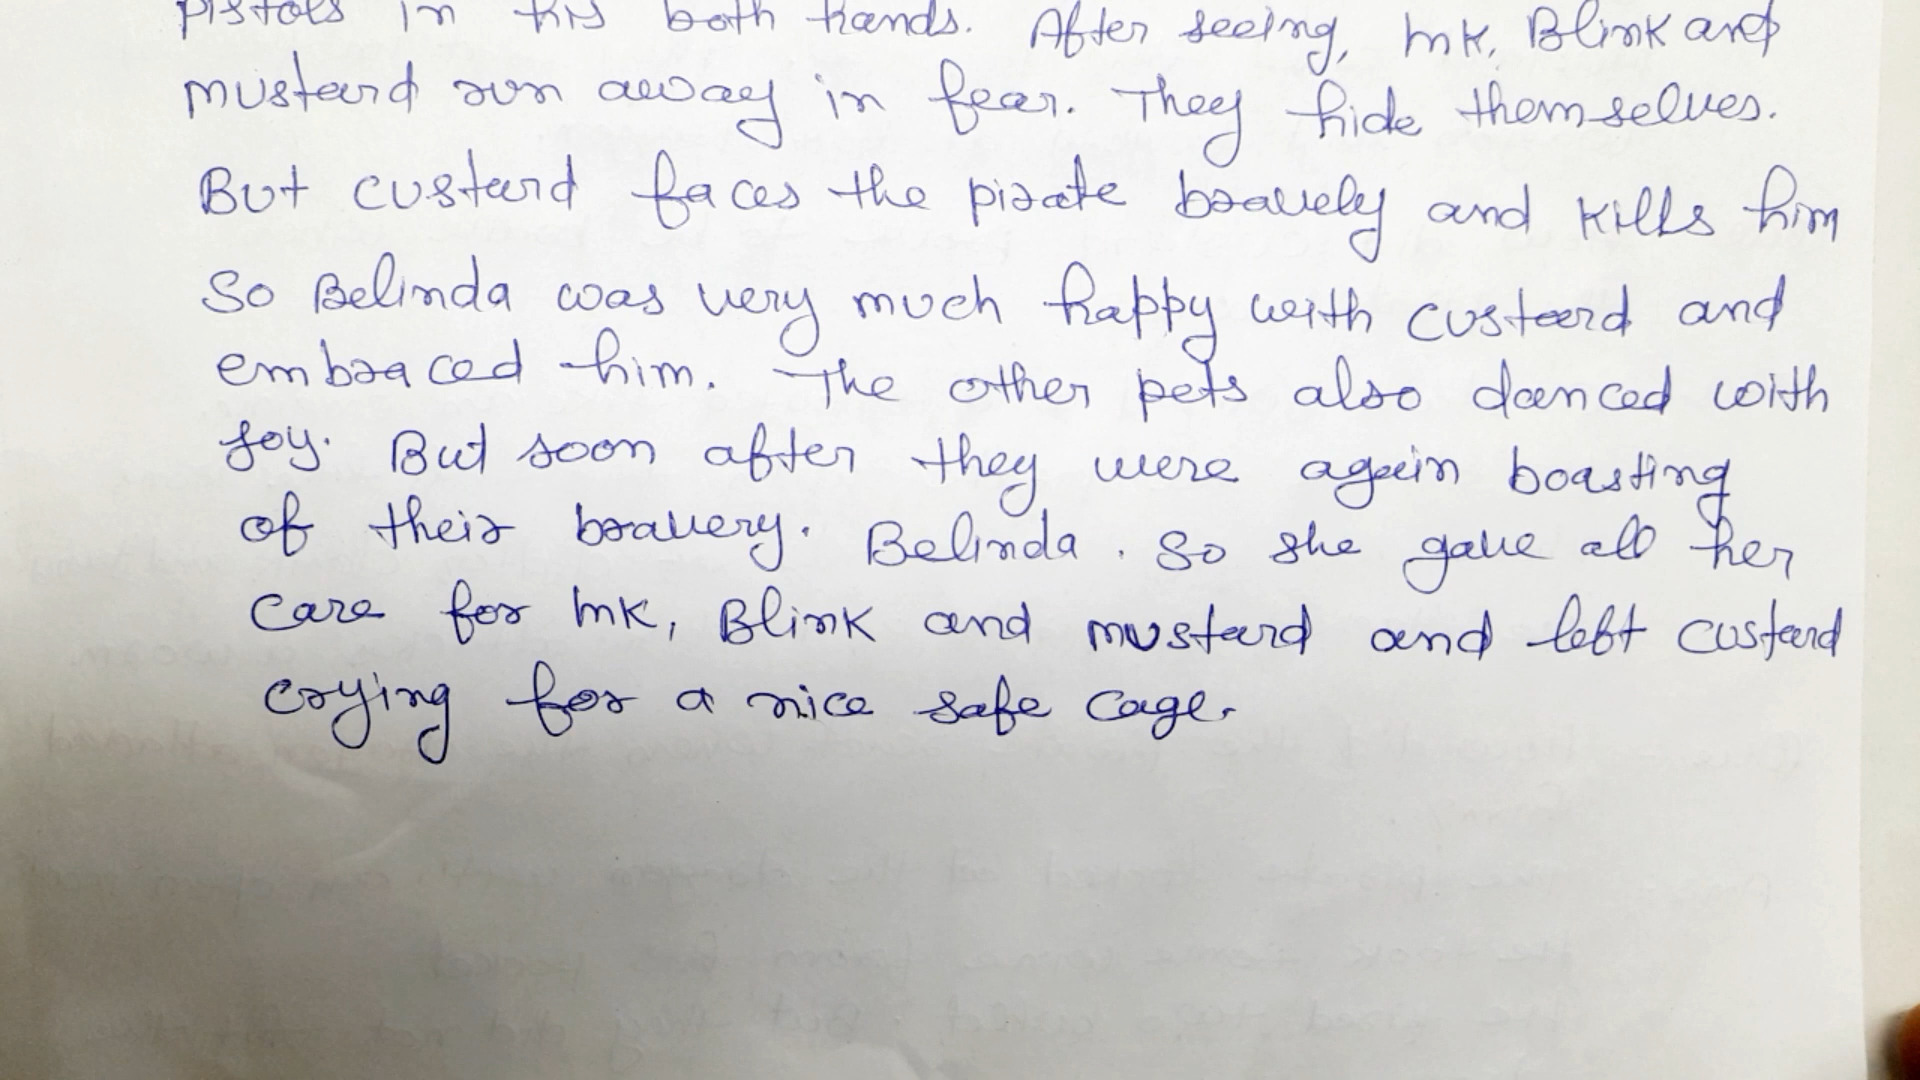 pistols in his both hands. After seeing, Ink, Blink and
mustard run away in fear. They hide themselves.
But custard faces the pirate bravely and kills him
So Belinda was very much happy with custard and
embraced him. The other pets also danced with
joy. But soon after they were again boasting
of their bravery. Belinda. So she gave all her
care for Ink, Blink and mustard and left custard
crying for a nice safe cage.